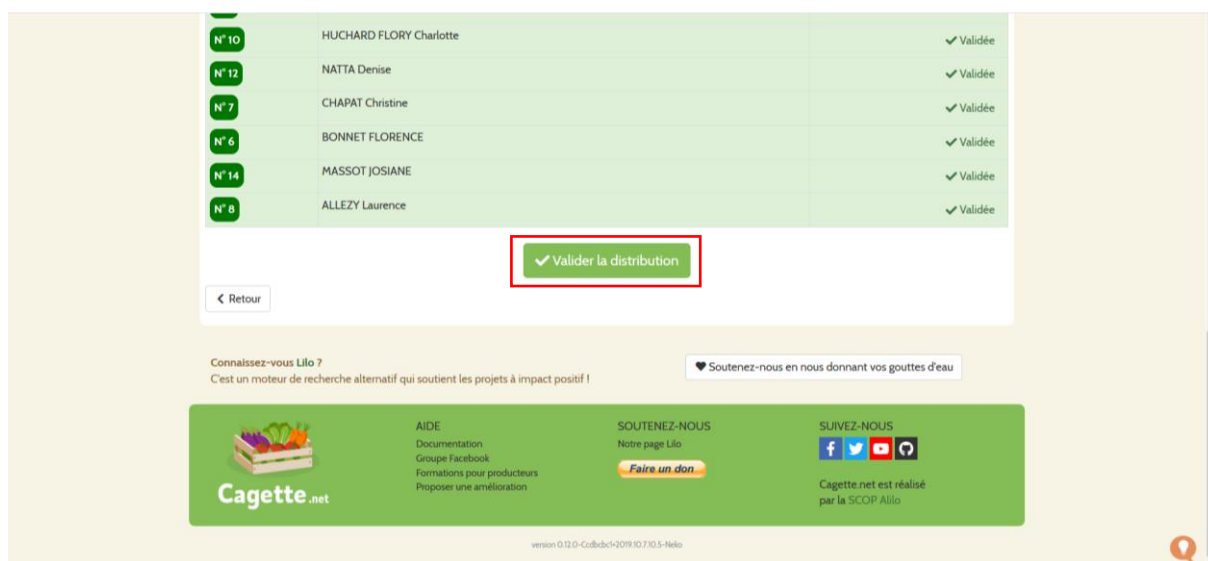 N° 10 HUCHARD FLORY Charlotte Validée
N° 12 NATTA Denise Validée
N° 7 CHAPAT Christine Validée
N° 6 BONNET FLORENCE Validée
N° 14 MASSOT JOSIANE Validée
N° 8 ALLEZY Laurence Validée
Valider la distribution
Retour
Connaissez-vous Lilo ?
C'est un moteur de recherche alternatif qui soutient les projets à impact positif !
Soutenez-nous en nous donnant vos gouttes d'eau
Cagette.net
AIDE
Documentation
Groupe Facebook
Formations pour producteurs
Proposer une amélioration
SOUTENEZ-NOUS
Notre page Lilo
Faire un don
SUIVEZ-NOUS
Cagette.net est réalisé
par la SCOP Alilo